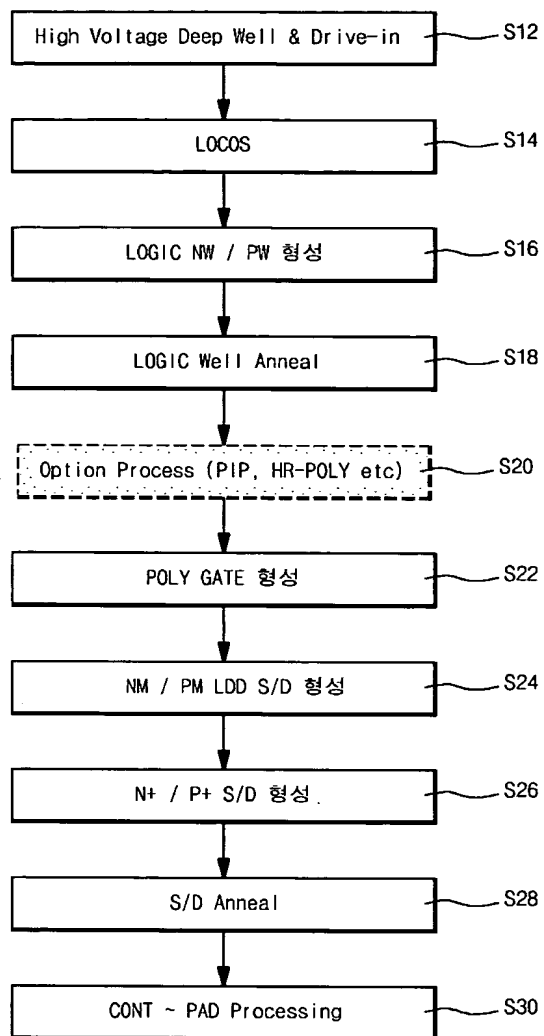 High Voltage Deep Well & Drive-in S12
LOCOS S14
LOGIC NW / PW 형성 S16
LOGIC Well Anneal S18
Option Process (PIP, HR-POLY etc) S20
POLY GATE 형성 S22
NM / PM LDD S/D 형성 S24
N+ / P+ S/D 형성 S26
S/D Anneal S28
CONT ~ PAD Processing S30